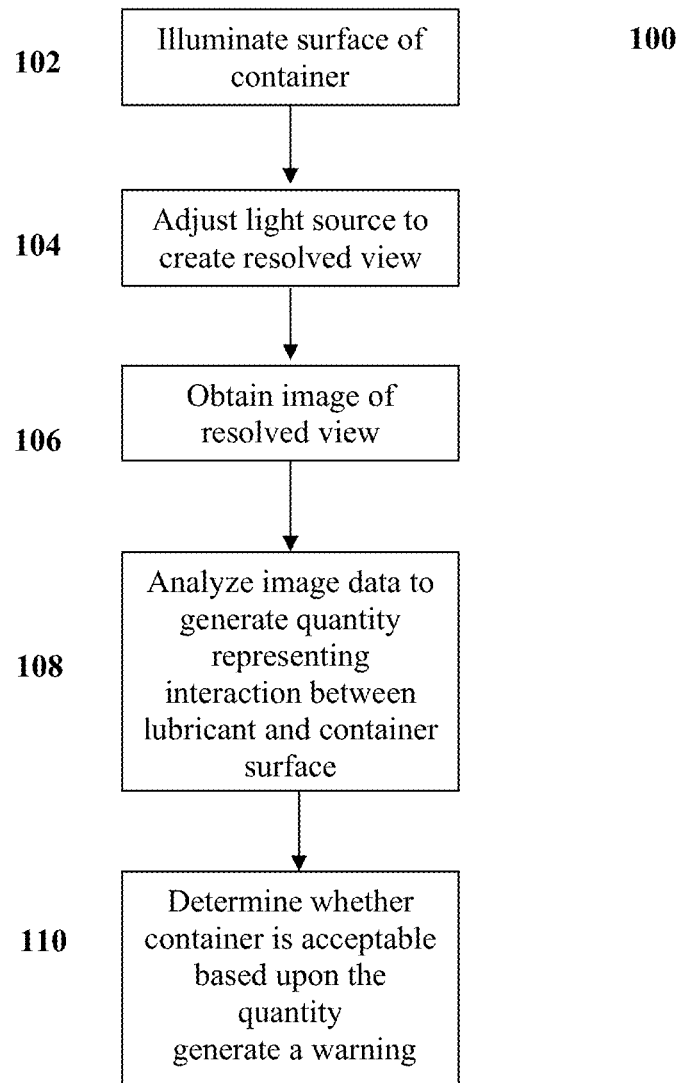 100
102
Illuminate surface of
container
104
Adjust light source to
create resolved view
106
Obtain image of
resolved view
108
Analyze image data to
generate quantity
representing
interaction between
lubricant and container
surface
110
Determine whether
container is acceptable
based upon the
quantity
generate a warning